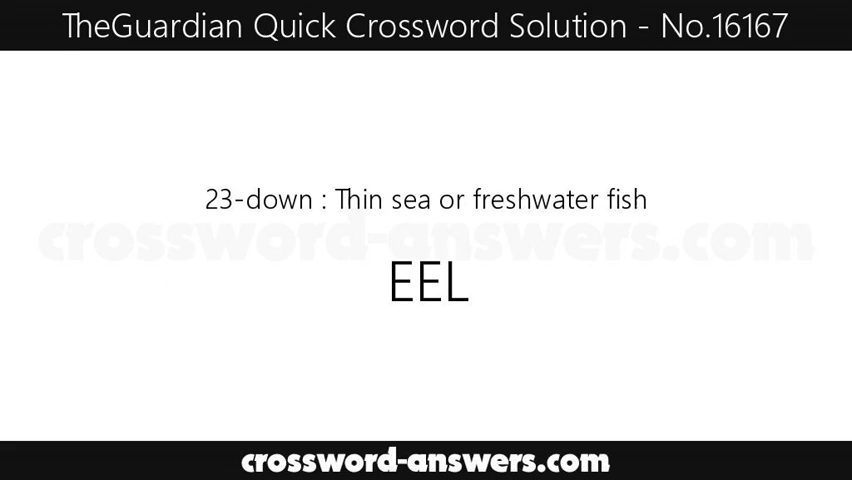 TheGuardian Quick Crossword Solution - No.16167
23-down : Thin sea or freshwater fish
crossword-answers.com
EEL
crossword-answers.com